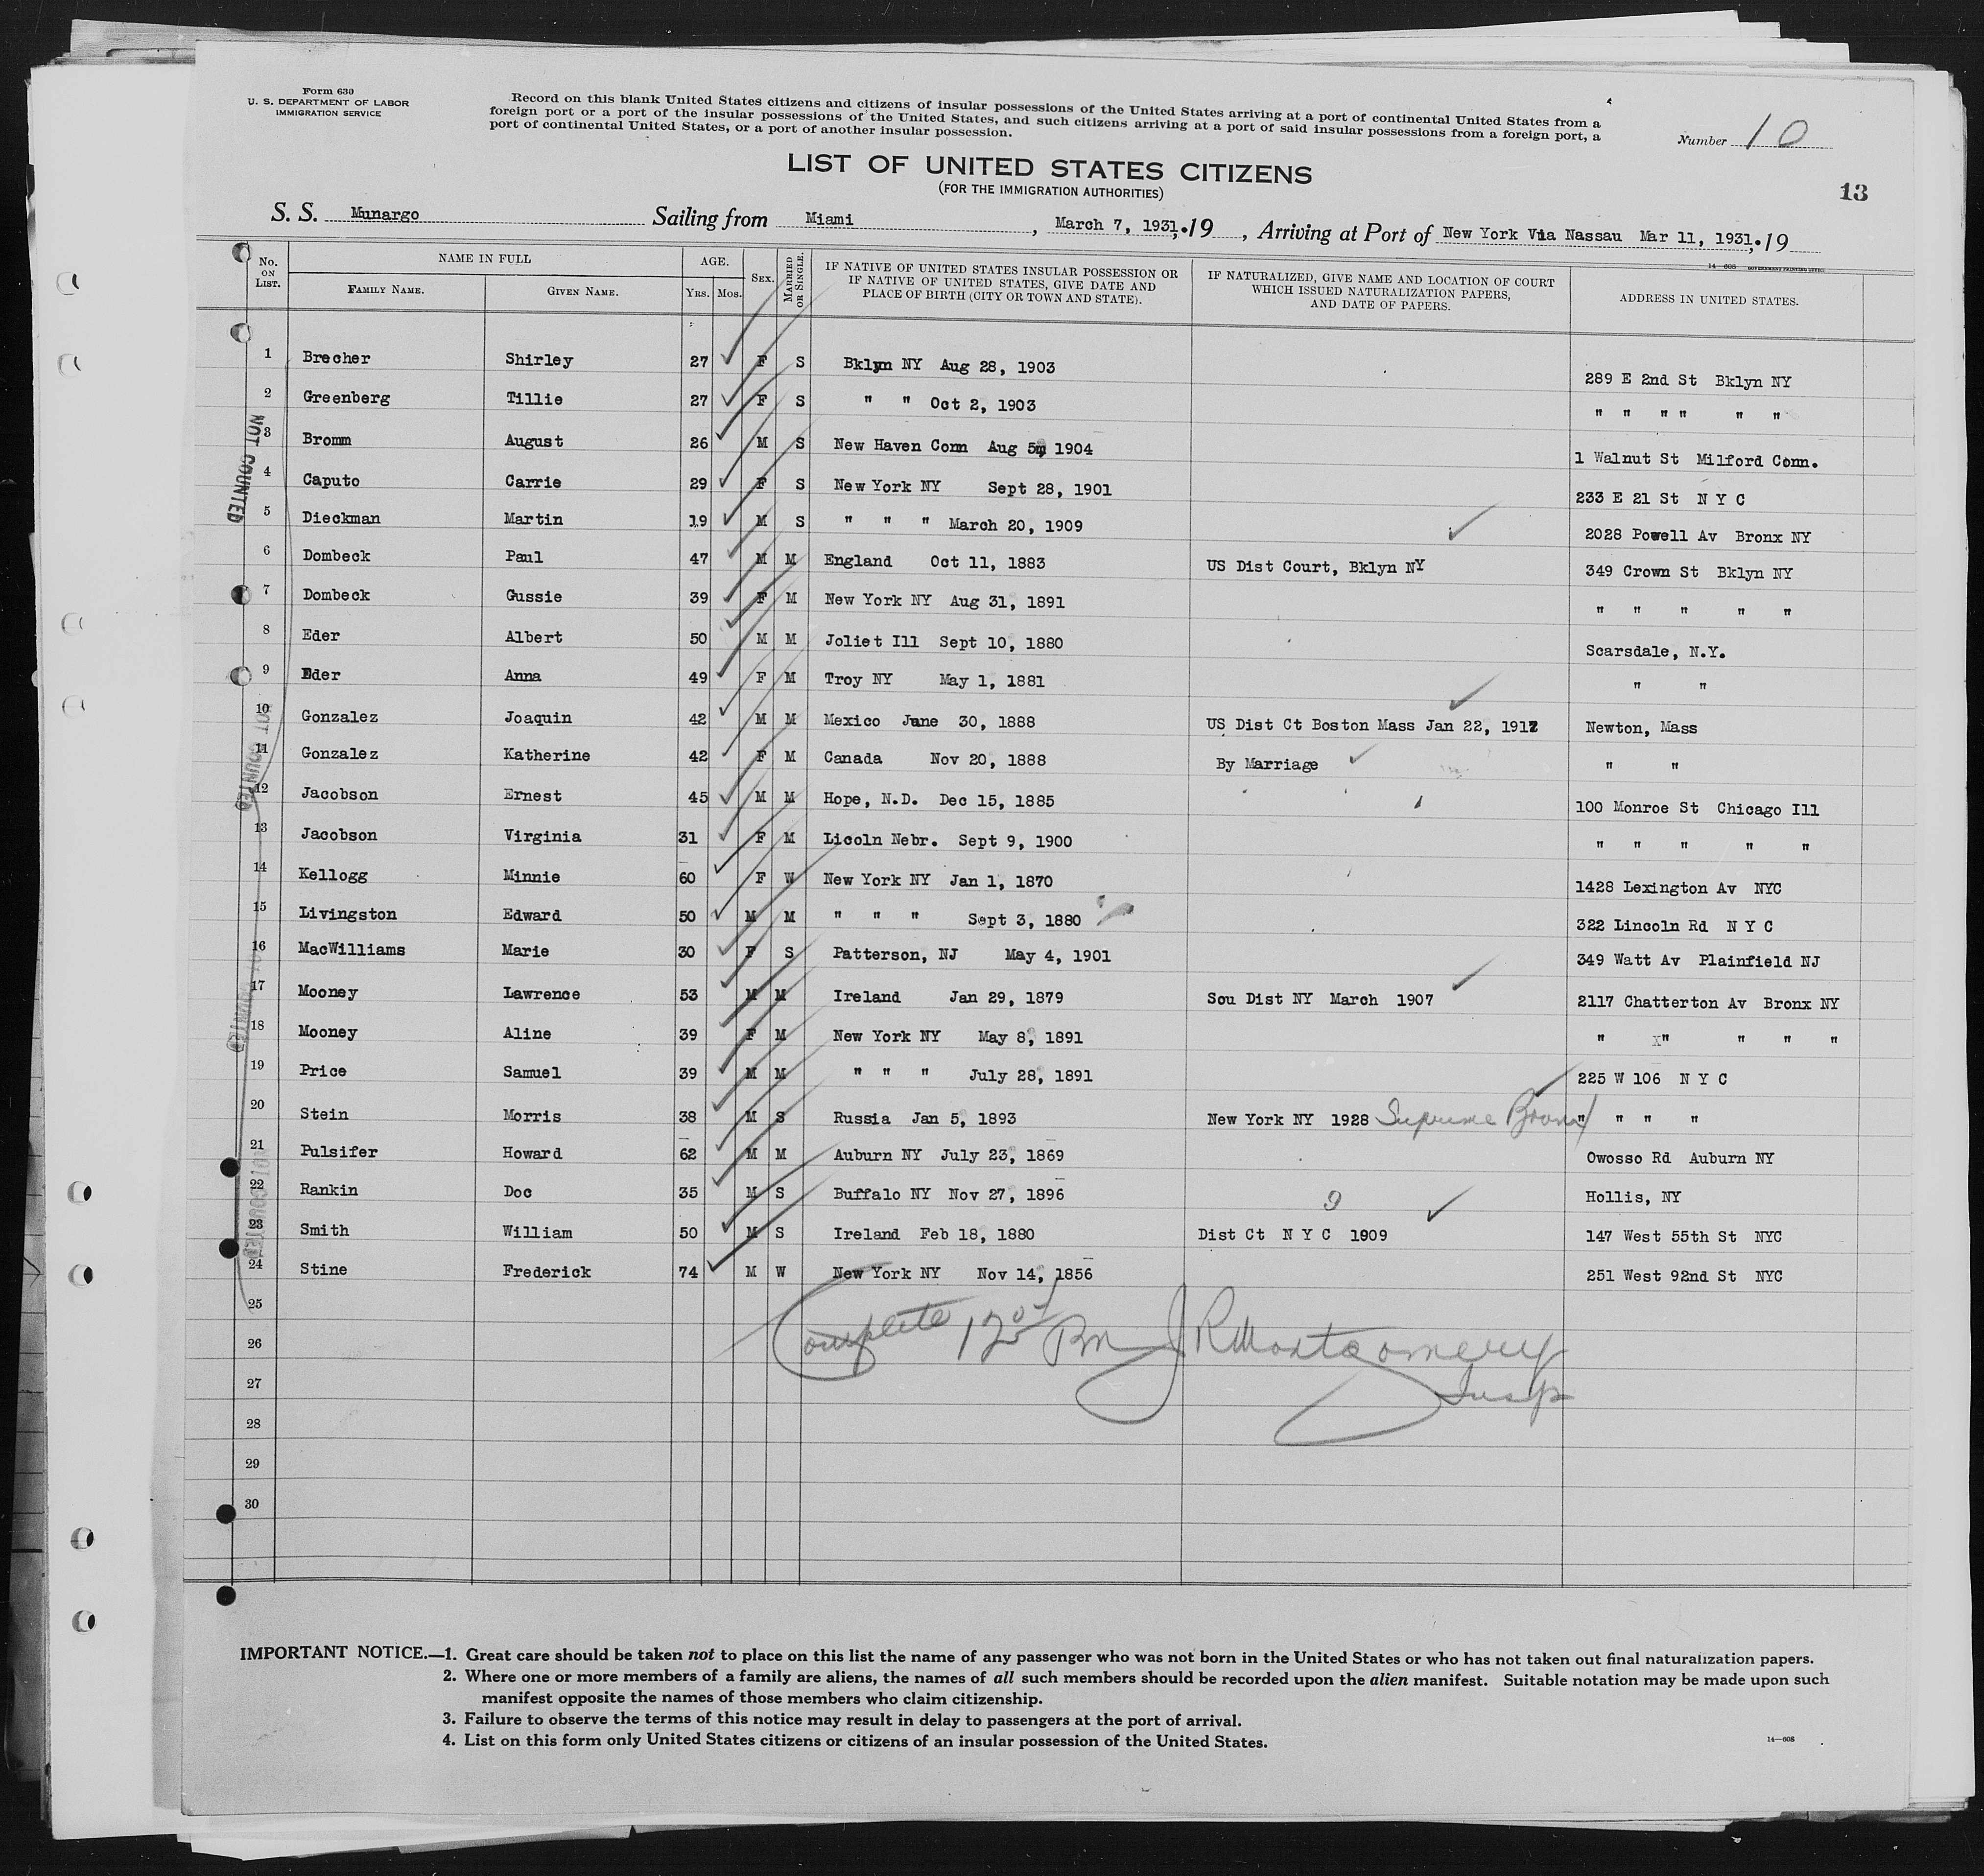 Form 630
U. S. DEPARTMENT OF LABOR
IMMIGRATION SERVICE
Record on this blank United States citizens and citizens of insular possessions of the United States arriving at a port of continental United States from a
foreign port or a port of the insular possessions of the United States, and such citizens arriving at a port of said insular possessions from a foreign port, a
port of continental United States, or a port of another insular possession.
Number 10
LIST OF UNITED STATES CITIZENS
(FOR THE IMMIGRATION AUTHORITIES)
13
S. S. Munargo Sailing from Miami , March 7, 1931, 19 , Arriving at Port of New York Via Nassau Mar 11, 1931, 19
14-608 GOVERNMENT PRINTING OFFICE
No. ON LIST. NAME IN FULL FAMILY NAME. GIVEN NAME. AGE. YRS. MOS. SEX. MARRIED OR SINGLE. IF NATIVE OF UNITED STATES INSULAR POSSESSION OR IF NATIVE OF UNITED STATES, GIVE DATE AND PLACE OF BIRTH (CITY OR TOWN AND STATE). IF NATURALIZED, GIVE NAME AND LOCATION OF COURT WHICH ISSUED NATURALIZATION PAPERS, AND DATE OF PAPERS. ADDRESS IN UNITED STATES.
1 Brecher Shirley 27 F S Bklyn NY Aug 28, 1903 289 E 2nd St Bklyn NY
2 Greenberg Tillie 27 F S " " Oct 2, 1903 " " " " " "
3 Bromm August 26 M S New Haven Conn Aug 5 1904 1 Walnut St Milford Conn.
4 Caputo Carrie 29 F S New York NY Sept 28, 1901 233 E 21 St N Y C
5 Dieckman Martin 19 M S " " " March 20, 1909 2028 Powell Av Bronx NY
6 Dombeck Paul 47 M M England Oct 11, 1883 US Dist Court, Bklyn NY 349 Crown St Bklyn NY
7 Dombeck Gussie 39 F M New York NY Aug 31, 1891 " " " " "
8 Eder Albert 50 M M Joliet Ill Sept 10, 1880 Scarsdale, N.Y.
9 Eder Anna 49 F M Troy NY May 1, 1881 " "
10 Gonzalez Joaquin 42 M M Mexico June 30, 1888 US Dist Ct Boston Mass Jan 22, 1912 Newton, Mass
11 Gonzalez Katherine 42 F M Canada Nov 20, 1888 By Marriage " "
12 Jacobson Ernest 45 M M Hope, N.D. Dec 15, 1885 100 Monroe St Chicago Ill
13 Jacobson Virginia 31 F M Licoln Nebr. Sept 9, 1900 " " " " "
14 Kellogg Minnie 60 F W New York NY Jan 1, 1870 1428 Lexington Av NYC
15 Livingston Edward 50 M M " " " Sept 3, 1880 322 Lincoln Rd N Y C
16 MacWilliams Marie 30 F S Patterson, NJ May 4, 1901 349 Watt Av Plainfield NJ
17 Mooney Lawrence 53 M M Ireland Jan 29, 1879 Sou Dist NY March 1907 2117 Chatterton Av Bronx NY
18 Mooney Aline 39 F M New York NY May 8, 1891 " x" " " "
19 Price Samuel 39 M M " " " July 28, 1891 225 W 106 N Y C
20 Stein Morris 38 M S Russia Jan 5, 1893 New York NY 1928 Supreme Bronx " " " "
21 Pulsifer Howard 62 M M Auburn NY July 23, 1869 Owosso Rd Auburn NY
22 Rankin Doc 35 M S Buffalo NY Nov 27, 1896 Hollis, NY
23 Smith William 50 M S Ireland Feb 18, 1880 Dist Ct N Y C 1909 147 West 55th St NYC
24 Stine Frederick 74 M W New York NY Nov 14, 1856 251 West 92nd St NYC
25
26 Complete 12 05 PM J R Montgomery
27 Insp
28
29
30
NOT COUNTED
NOT COUNTED
NOT COUNTED
NOT COUNTED
IMPORTANT NOTICE.—1. Great care should be taken not to place on this list the name of any passenger who was not born in the United States or who has not taken out final naturalization papers.
2. Where one or more members of a family are aliens, the names of all such members should be recorded upon the alien manifest. Suitable notation may be made upon such
manifest opposite the names of those members who claim citizenship.
3. Failure to observe the terms of this notice may result in delay to passengers at the port of arrival.
4. List on this form only United States citizens or citizens of an insular possession of the United States.
14—608